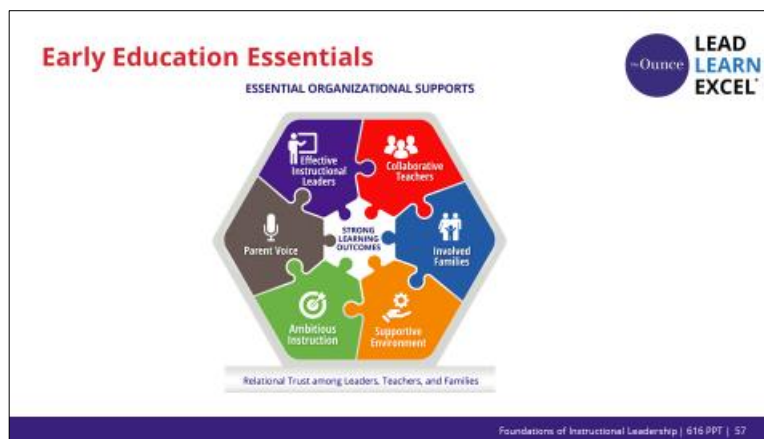 Early Education Essentials
the Ounce
LEAD
LEARN
EXCEL
ESSENTIAL ORGANIZATIONAL SUPPORTS
Effective
Instructional
Leaders
Collaborative
Teachers
Parent Voice
STRONG
LEARNING
OUTCOMES
Involved
Families
Ambitious
Instruction
Supportive
Environment
Relational Trust among Leaders, Teachers, and Families
Foundations of Instructional Leadership | 616 PPT | 57